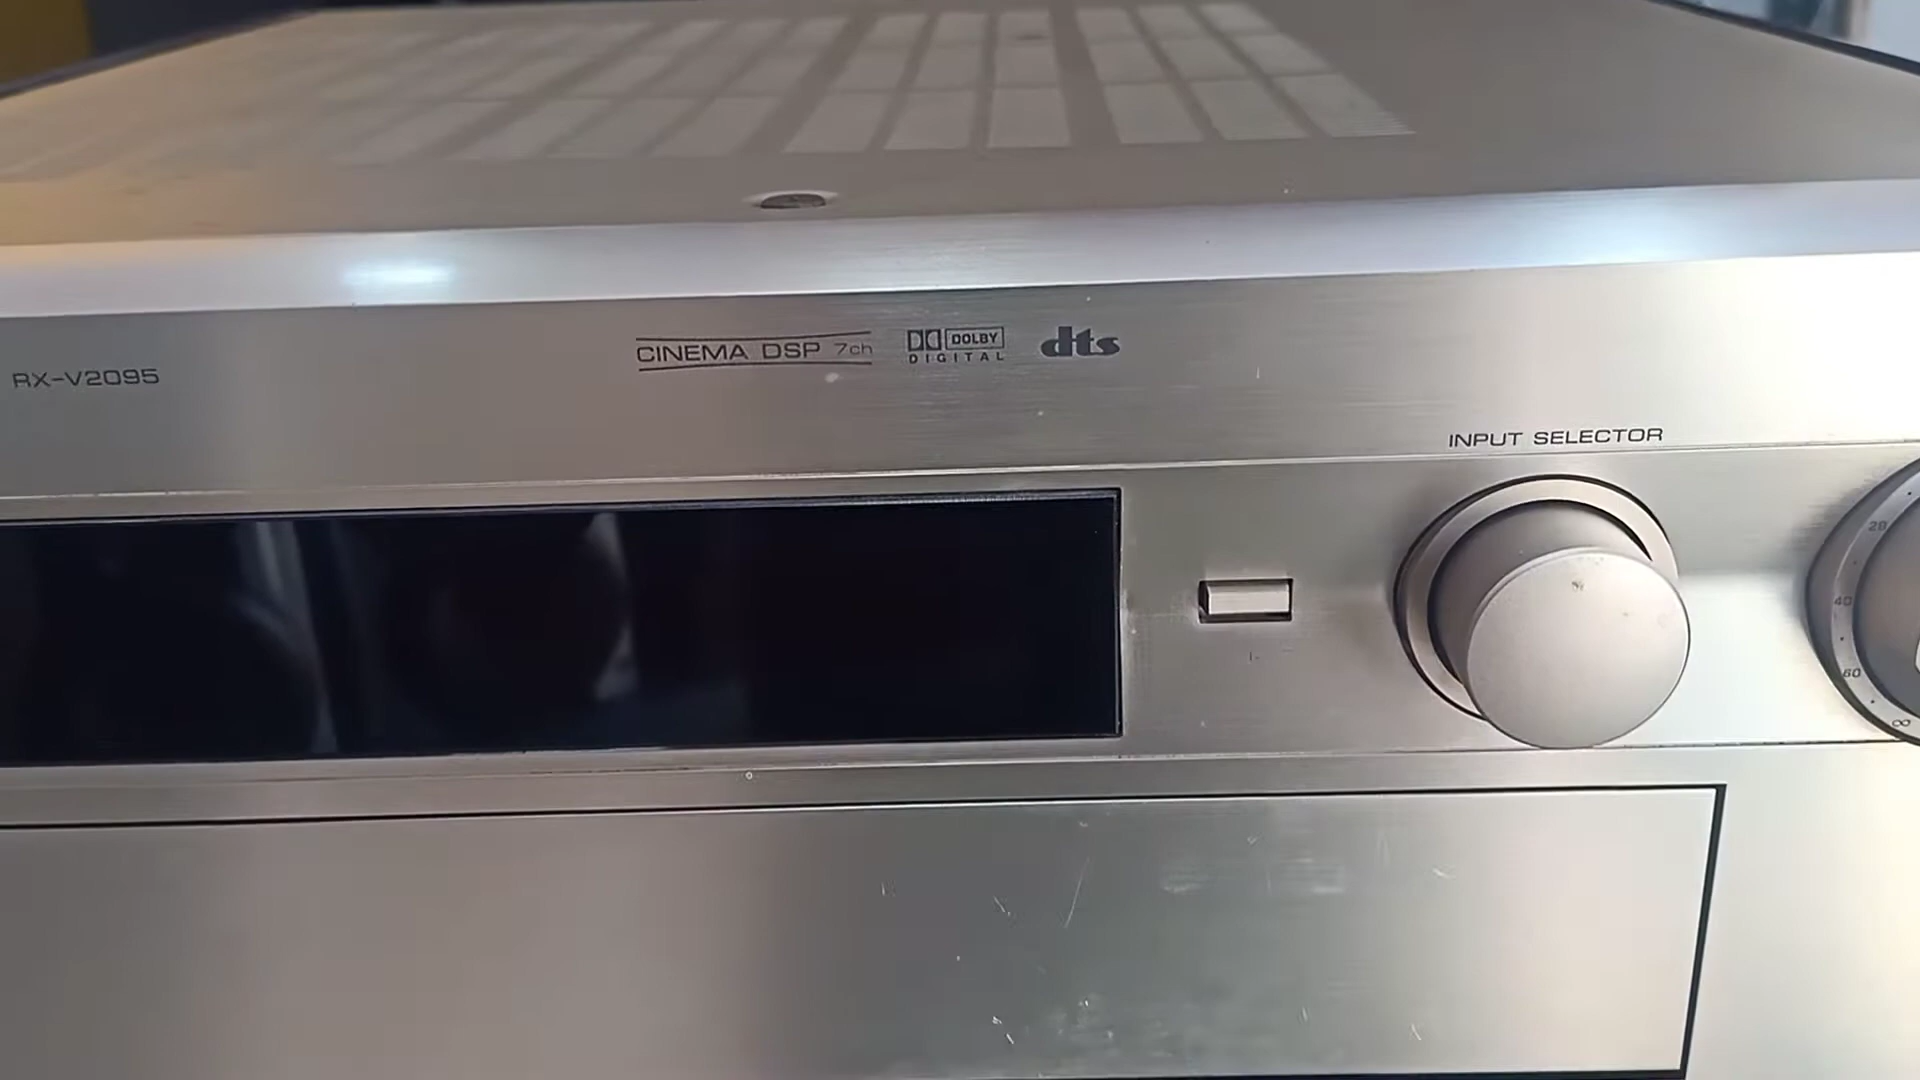 RX-V2095
CINEMA DSP 7ch
DOLBY
DIGITAL
dts
INPUT SELECTOR
20
40
60
∞